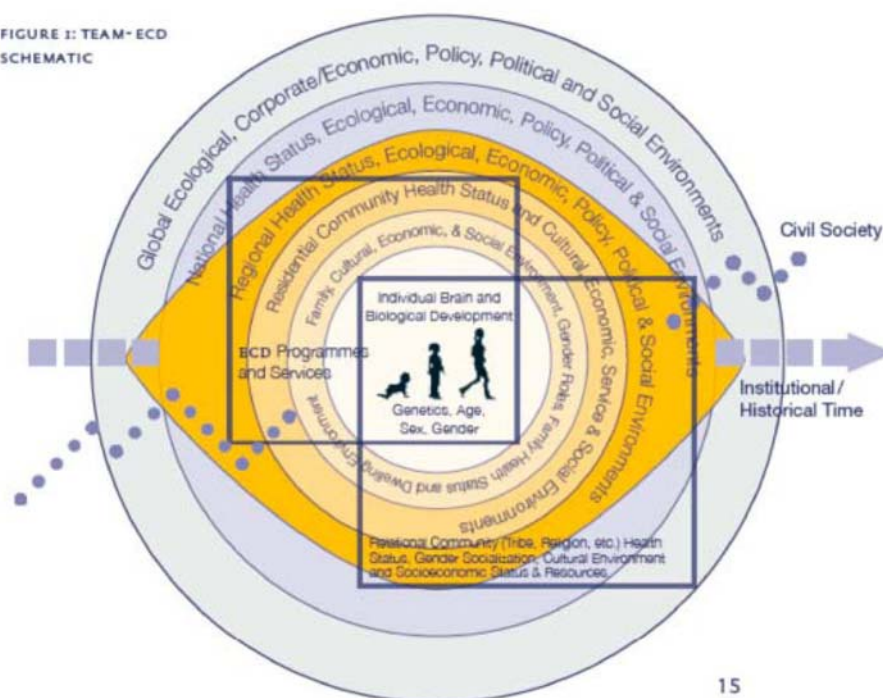 FIGURE 1: TEAM-ECD
SCHEMATIC
Global Ecological, Corporate/Economic, Policy, Political and Social Environments
National Health Status, Ecological, Economic, Policy, Political & Social Environments
Regional Health Status, Ecological, Economic, Policy, Political & Social Environments
Residential Community Health Status and Cultural, Economic, Service & Social Environments
Family, Cultural, Economic, & Social Environment, Gender Roles, Family Health Status and Dwelling Environment
Civil Society
Individual Brain and
Biological Development
ECD Programmes
and Services
Genetics, Age,
Sex, Gender
Institutional/
Historical Time
Relational Community (Tribe, Religion, etc.) Health
Status, Gender Socialization, Cultural Environment
and Socioeconomic Status & Resources
15